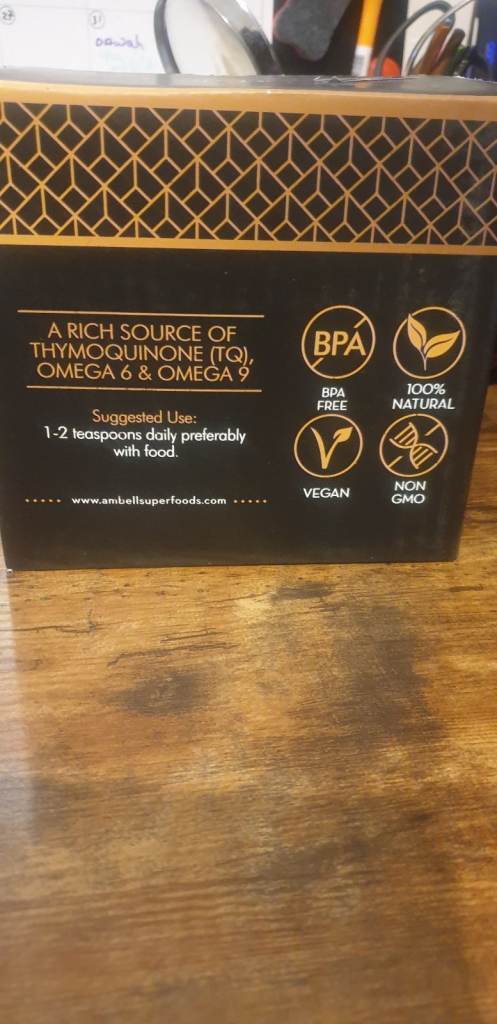 31
A RICH SOURCE OF
THYMOQUINONE (TQ),
OMEGA 6 & OMEGA 9
Suggested Use:
1-2 teaspoons daily preferably
with food.
www.ambellsuperfoods.com
BPA
BPA
FREE
100%
NATURAL
VEGAN
NON
GMO